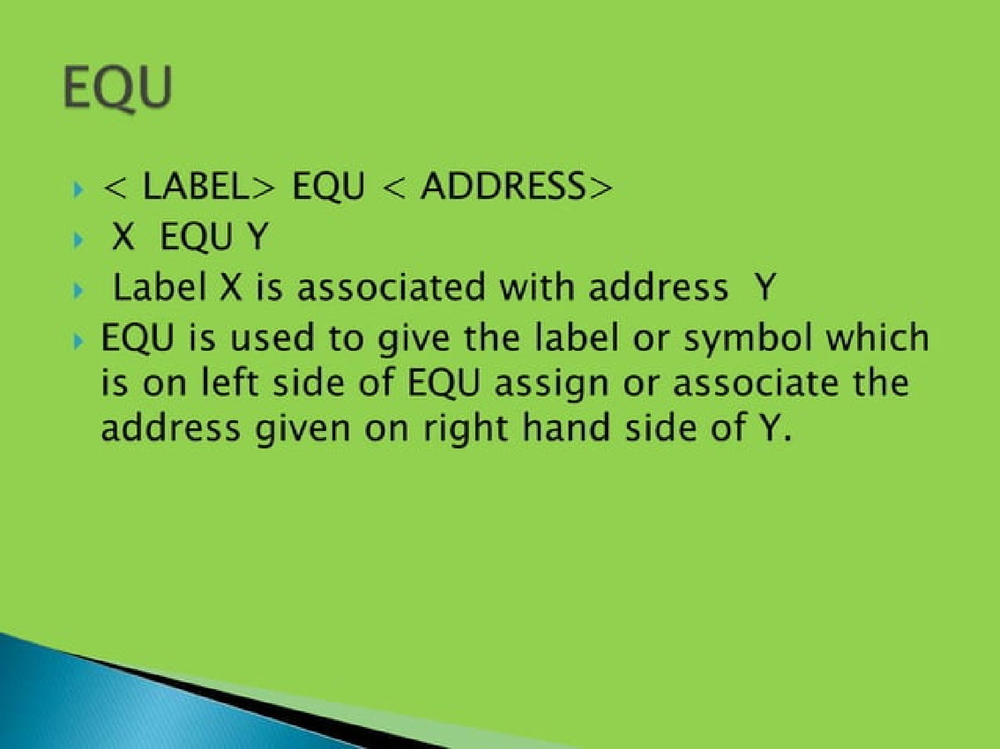 EQU
< LABEL> EQU < ADDRESS>
X EQU Y
Label X is associated with address Y
EQU is used to give the label or symbol which
is on left side of EQU assign or associate the
address given on right hand side of Y.